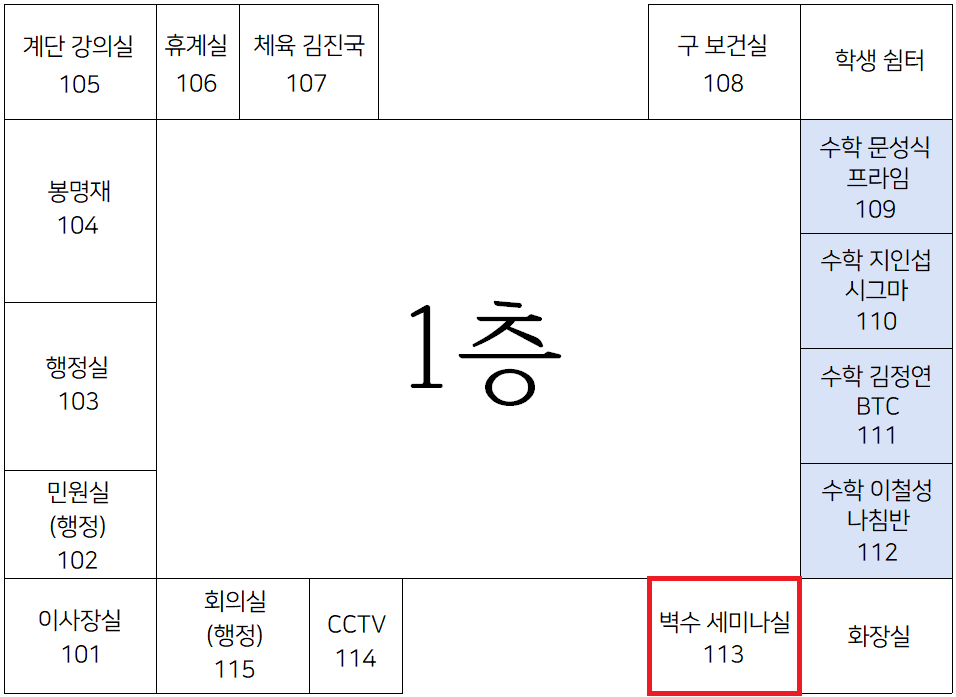 계단 강의실
105
휴계실
106
체육 김진국
107
구 보건실
108
학생 쉼터
봉명재
104
수학 문성식
프라임
109
수학 지인섭
시그마
110
1층
행정실
103
수학 김정연
BTC
111
민원실
(행정)
102
수학 이철성
나침반
112
이사장실
101
회의실
(행정)
115
CCTV
114
벽수 세미나실
113
화장실